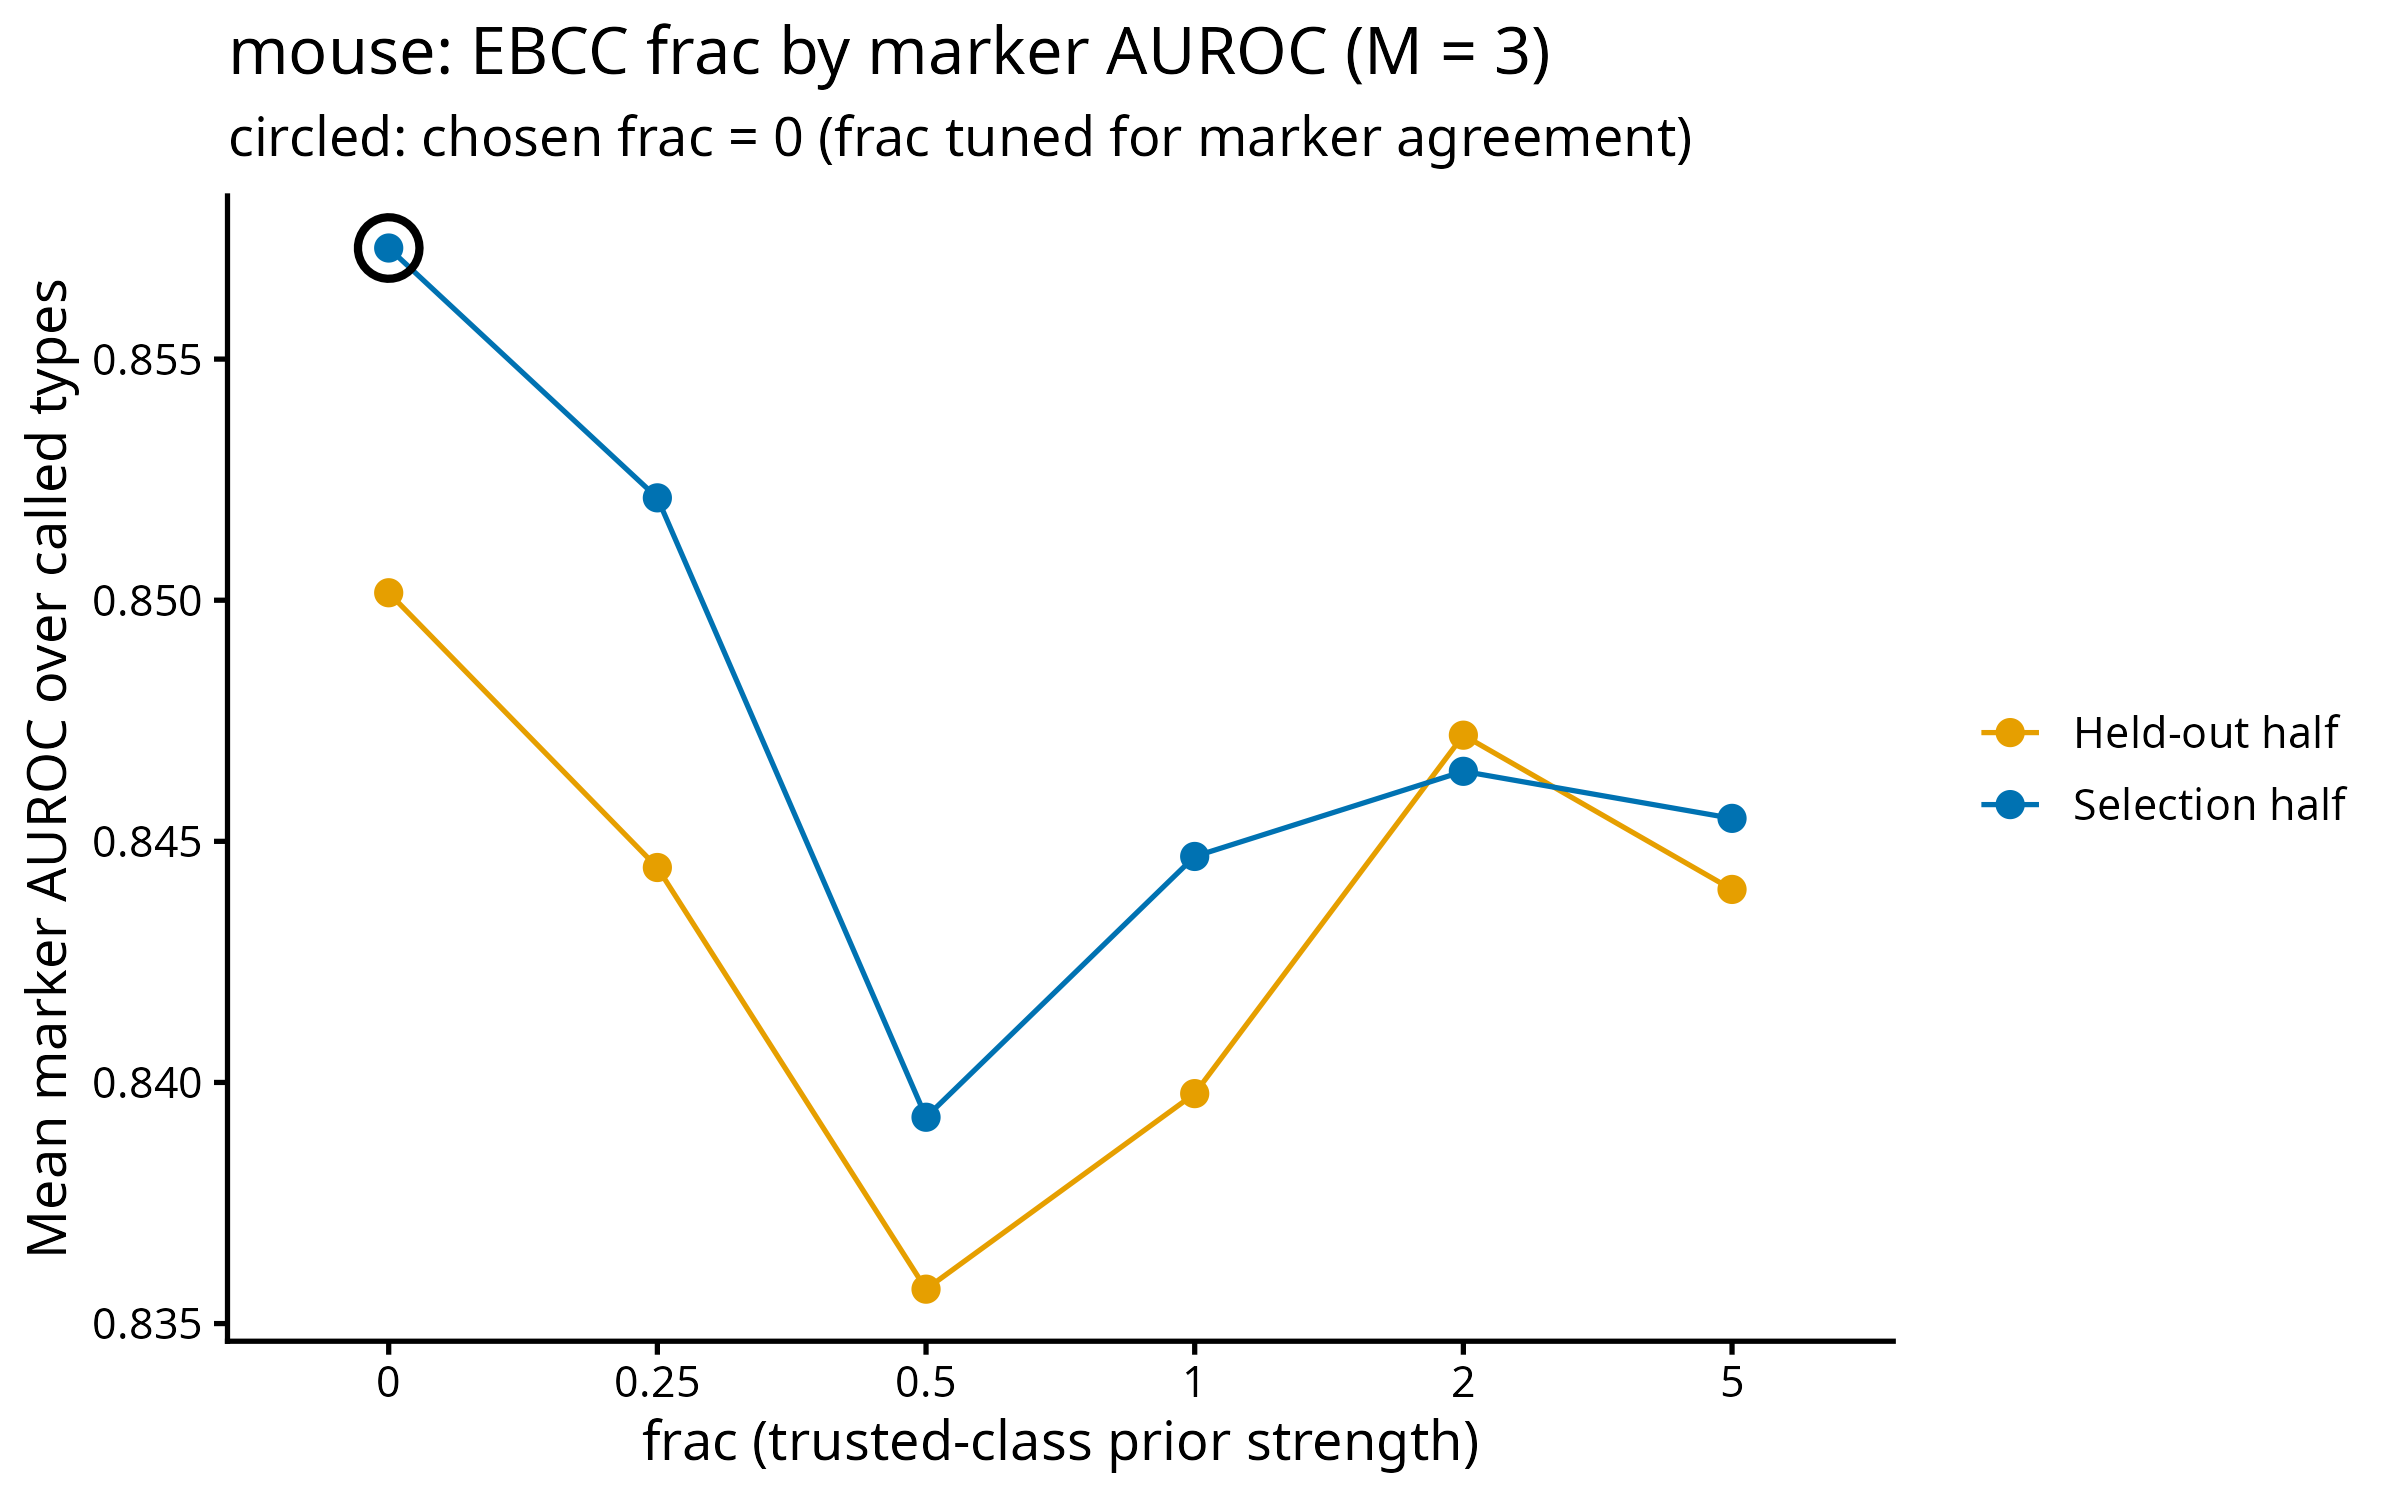 mouse: EBCC frac by marker AUROC (M = 3)
circled: chosen frac = 0 (frac tuned for marker agreement)
Mean marker AUROC over called types
0.855
0.850
0.845
0.840
0.835
0 0.25 0.5 1 2 5
frac (trusted-class prior strength)
Held-out half
Selection half